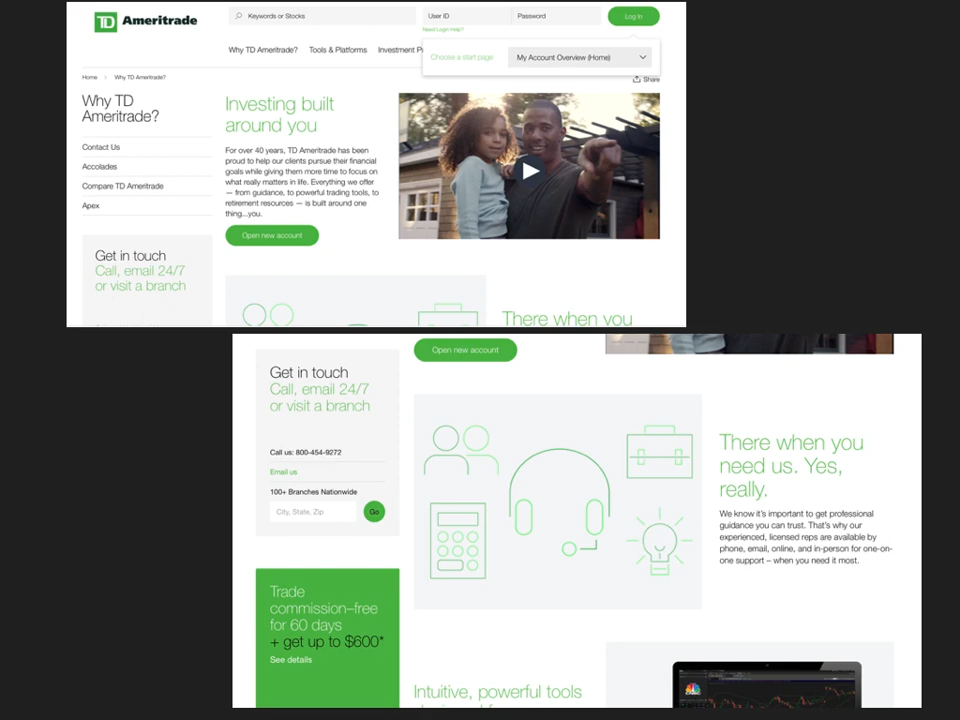 TD Ameritrade
Keywords or Stocks
User ID
Password
Log In
Need Login Help?
Why TD Ameritrade?
Tools & Platforms
Investment
Choose a start page
My Account Overview (Home)
Home
Why TD Ameritrade?
Share
Why TD
Ameritrade?
Contact Us
Accolades
Compare TD Ameritrade
Apex
Get in touch
Call, email 24/7
or visit a branch
Investing built
around you
For over 40 years, TD Ameritrade has been
proud to help our clients pursue their financial
goals while giving them more time to focus on
what really matters in life. Everything we offer
— from guidance, to powerful trading tools, to
retirement resources — is built around one
thing...you.
Open new account
There when you
Get in touch
Call, email 24/7
or visit a branch
Call us: 800-454-9272
Email us
100+ Branches Nationwide
City, State, Zip
Go
Trade
commission–free
for 60 days
+ get up to $600*
See details
Open new account
There when you
need us. Yes,
really.
We know it's important to get professional
guidance you can trust. That's why our
experienced, licensed reps are available by
phone, email, online, and in-person for one-on-
one support – when you need it most.
Intuitive, powerful tools
CNBC